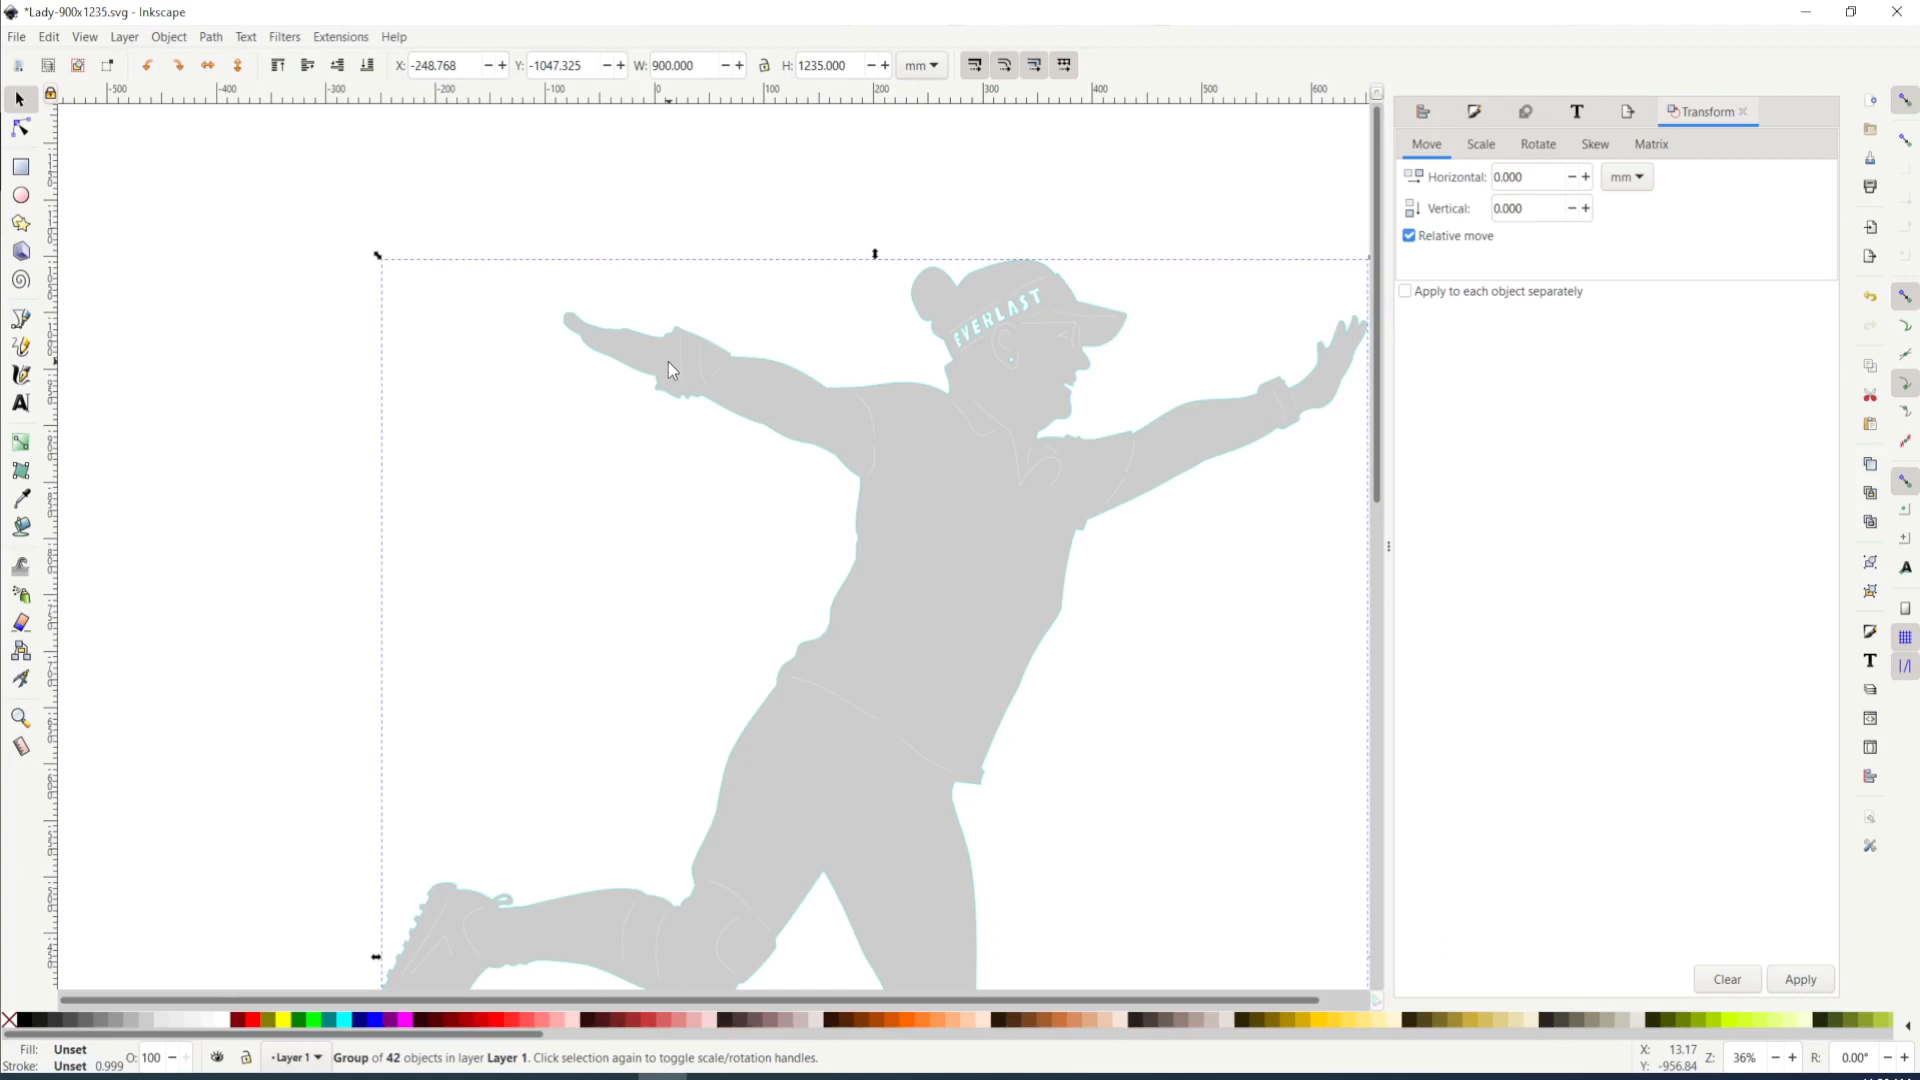 *Lady-900x1235.svg - Inkscape
File Edit View Layer Object Path Text Filters Extensions Help
X: -248.768 Y: -1047.325 W: 900.000 H: 1235.000 mm
-500 -400 -300 -200 -100 0 100 200 300 400 500 600
Transform
Move Scale Rotate Skew Matrix
Horizontal: 0.000 mm
Vertical: 0.000
Relative move
Apply to each object separately
EVERLAST
Clear Apply
Fill: Unset O: 100 Layer 1 Group of 42 objects in layer Layer 1. Click selection again to toggle scale/rotation handles. X: 13.17 Z: 36% R: 0.00°
Stroke: Unset 0.999 Y: -956.84